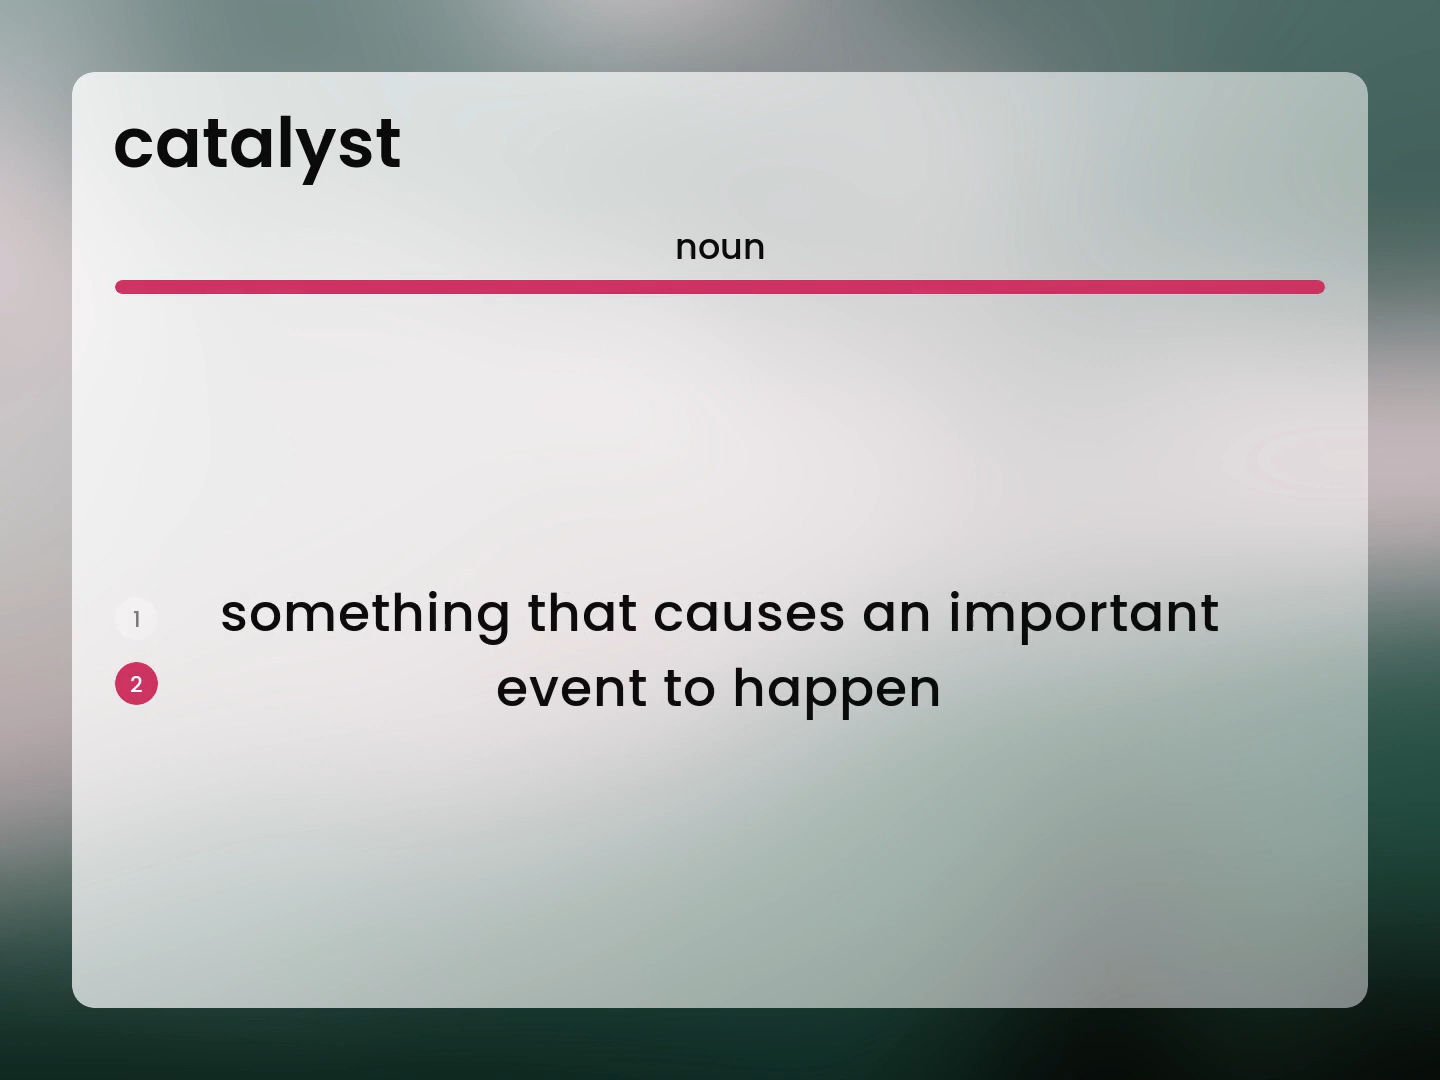 catalyst
noun
1
something that causes an important
2
event to happen